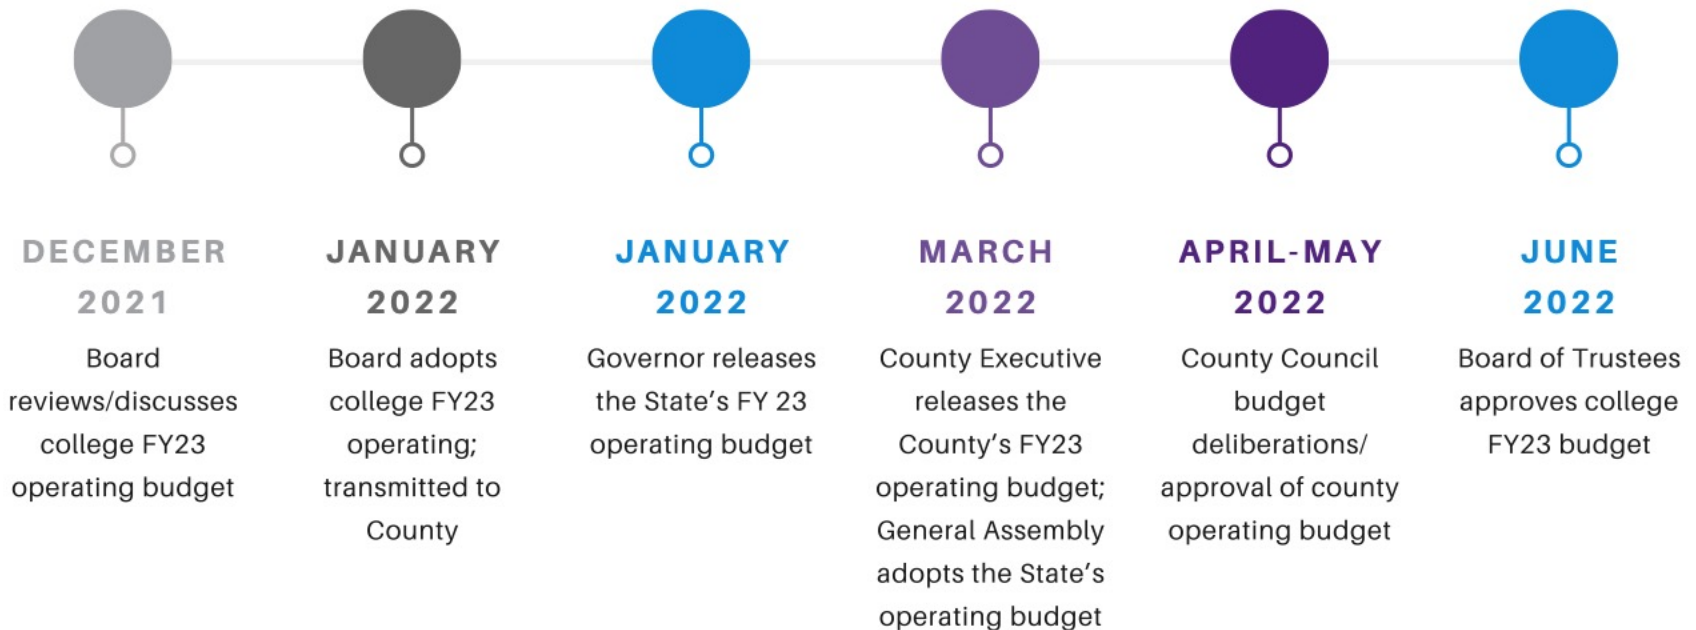 DECEMBER
2021
Board
reviews/discusses
college FY23
operating budget
JANUARY
2022
Board adopts
college FY23
operating;
transmitted to
County
JANUARY
2022
Governor releases
the State’s FY 23
operating budget
MARCH
2022
County Executive
releases the
County’s FY23
operating budget;
General Assembly
adopts the State’s
operating budget
APRIL-MAY
2022
County Council
budget
deliberations/
approval of county
operating budget
JUNE
2022
Board of Trustees
approves college
FY23 budget